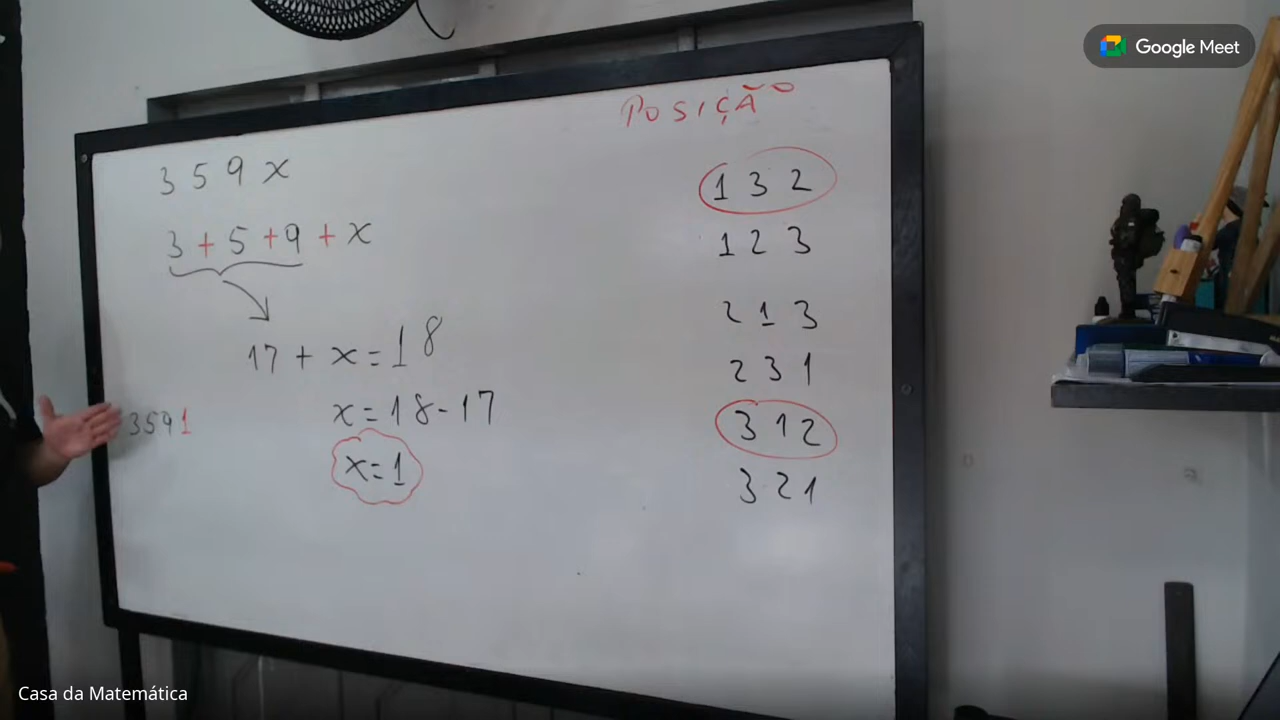 Google Meet
3 5 9 x
3 + 5 + 9 + x
17 + x = 18
x = 18 - 17
x = 1
3591
POSIÇÃO
1 3 2
1 2 3
2 1 3
2 3 1
3 1 2
3 2 1
Casa da Matemática